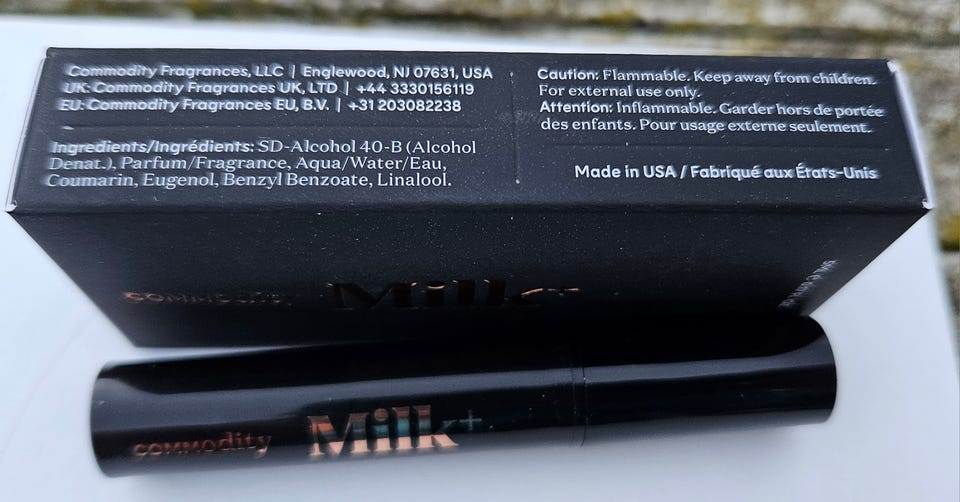 Commodity Fragrances, LLC | Englewood, NJ 07631, USA
UK: Commodity Fragrances UK, LTD | +44 3330156119
EU: Commodity Fragrances EU, B.V. | +31 203082238
Ingredients/Ingrédients: SD-Alcohol 40-B (Alcohol
Denat.), Parfum/Fragrance, Aqua/Water/Eau,
Coumarin, Eugenol, Benzyl Benzoate, Linalool.
Caution: Flammable. Keep away from children.
For external use only.
Attention: Inflammable. Garder hors de portée
des enfants. Pour usage externe seulement.
Made in USA / Fabriqué aux États-Unis
commodity Milk+
commodity Milk+